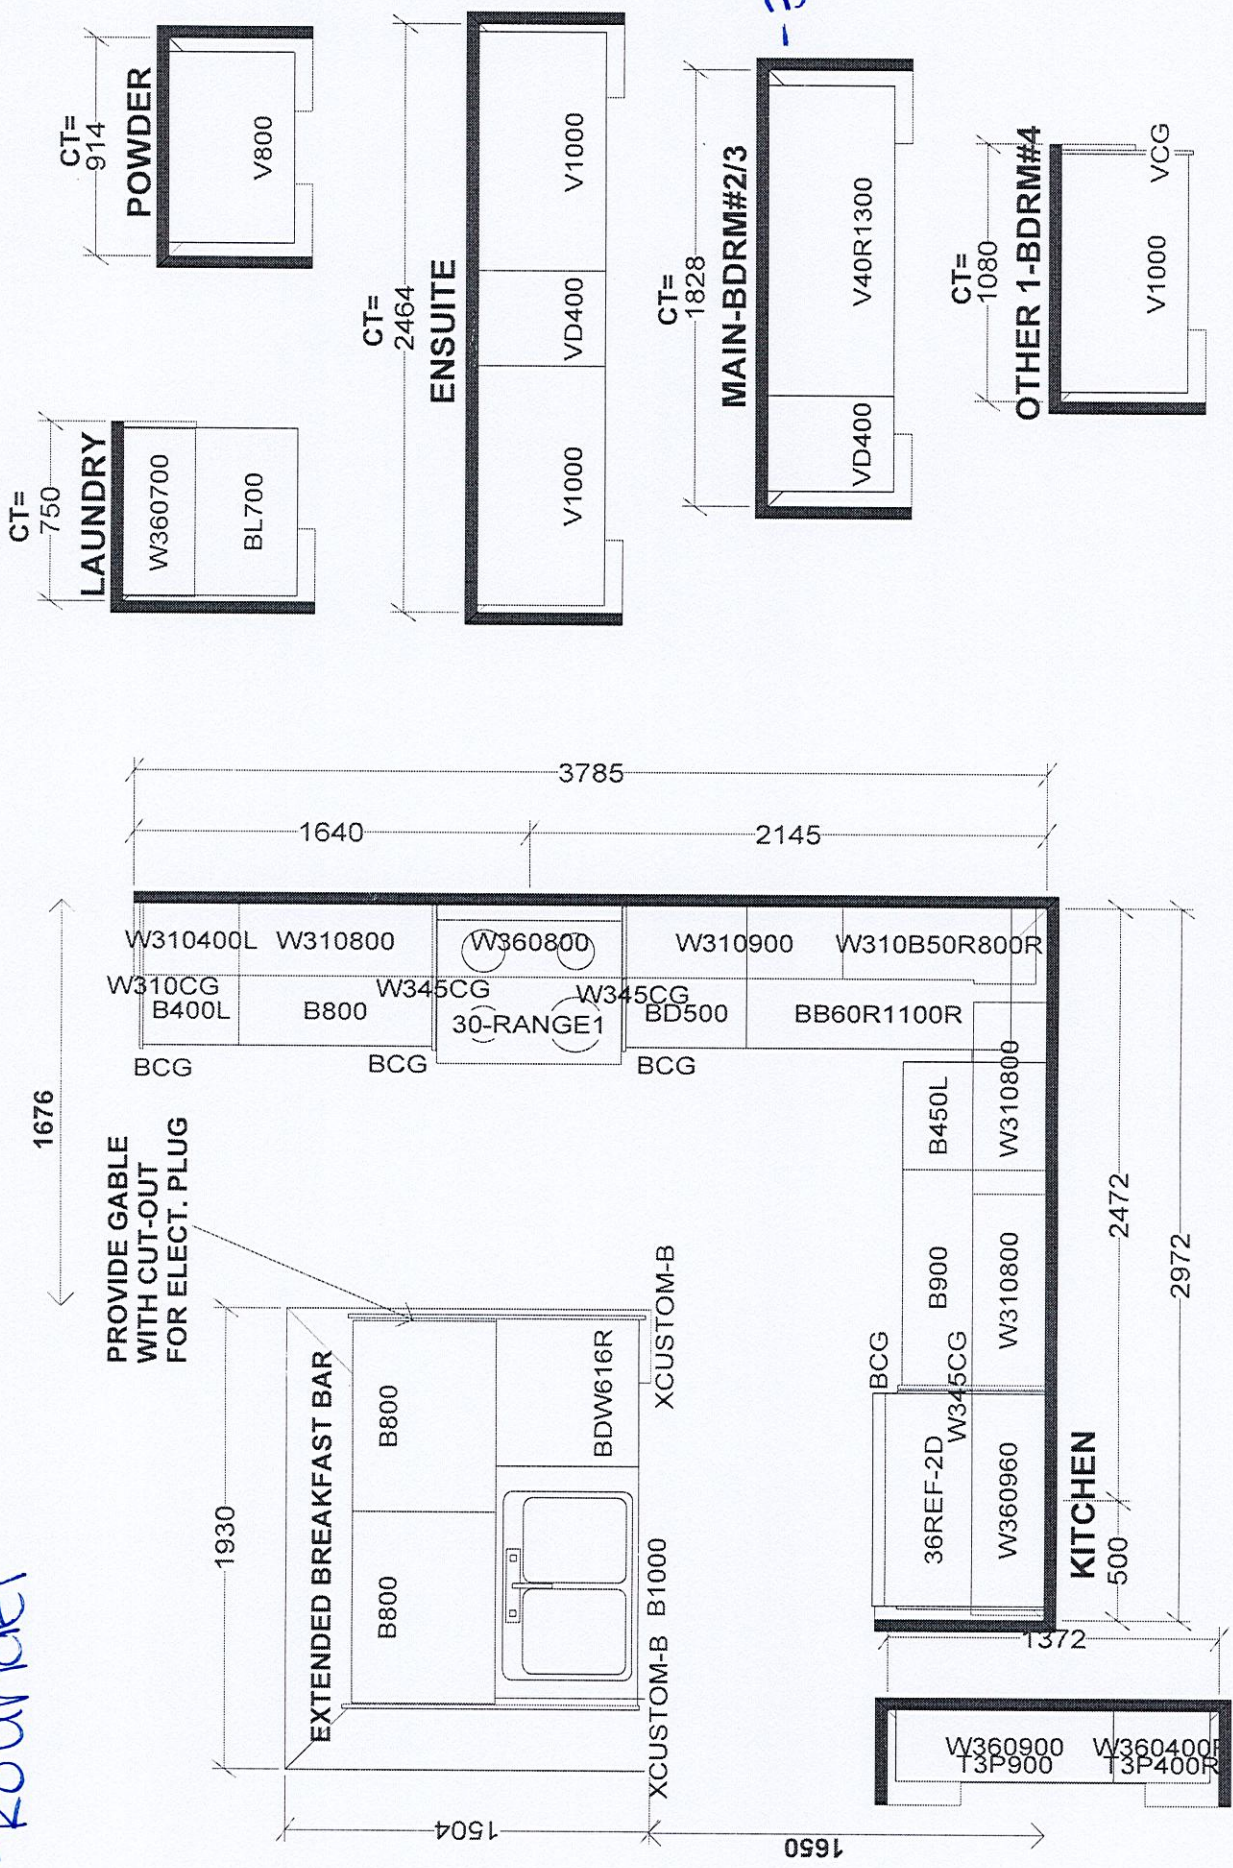 CT=
914
POWDER
V800
CT=
750
LAUNDRY
W360700
BL700
CT=
2464
ENSUITE
V1000
VD400
V1000
CT=
1828
MAIN-BDRM#2/3
VD400
V40R1300
CT=
1080
OTHER 1-BDRM#4
V1000
VCG
3785
1640
2145
1676
W310400L
W310800
W360800
W310900
W310B50R800R
W310CG
W345CG
W345CG
B400L
B800
30-RANGE1
BD500
BB60R1100R
BCG
BCG
BCG
PROVIDE GABLE
WITH CUT-OUT
FOR ELECT. PLUG
B450L
W310800
B900
W310800
BCG
W345CG
36REF-2D
W360960
KITCHEN
2472
500
2972
1930
EXTENDED BREAKFAST BAR
B800
B800
BDW616R
XCUSTOM-B
XCUSTOM-B
B1000
1504
1650
1372
W360900
T3P900
W360400R
T3P400R